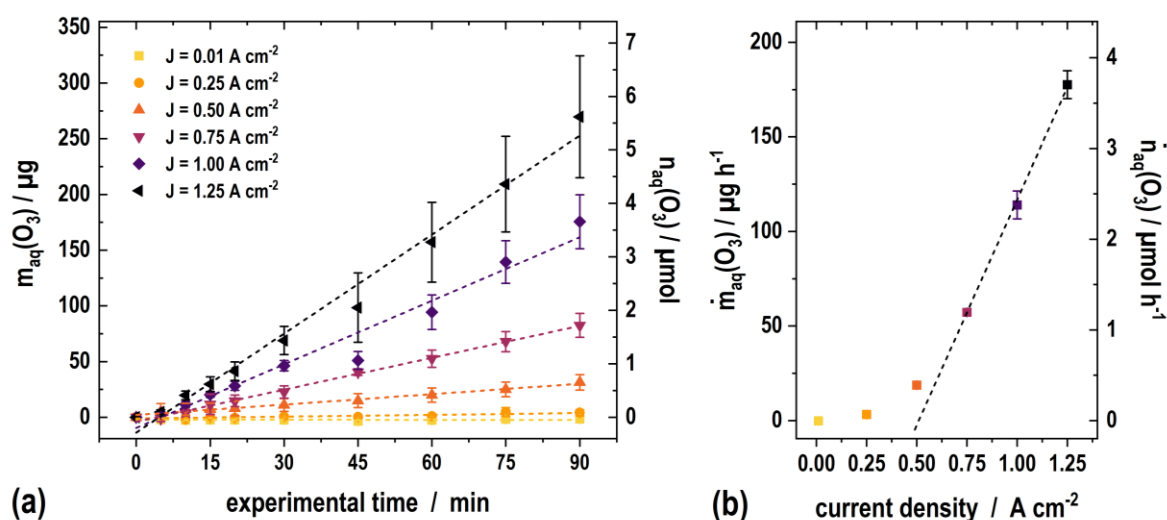 m_aq(O₃) / µg
350
300
250
200
150
100
50
0
J = 0.01 A cm⁻²
J = 0.25 A cm⁻²
J = 0.50 A cm⁻²
J = 0.75 A cm⁻²
J = 1.00 A cm⁻²
J = 1.25 A cm⁻²
7
6
5
4
3
2
1
0
n_aq(O₃) / µmol
0 15 30 45 60 75 90
experimental time / min
(a)
ṁ_aq(O₃) / µg h⁻¹
200
150
100
50
0
4
3
2
1
0
ṅ_aq(O₃) / µmol h⁻¹
0.00 0.25 0.50 0.75 1.00 1.25
current density / A cm⁻²
(b)